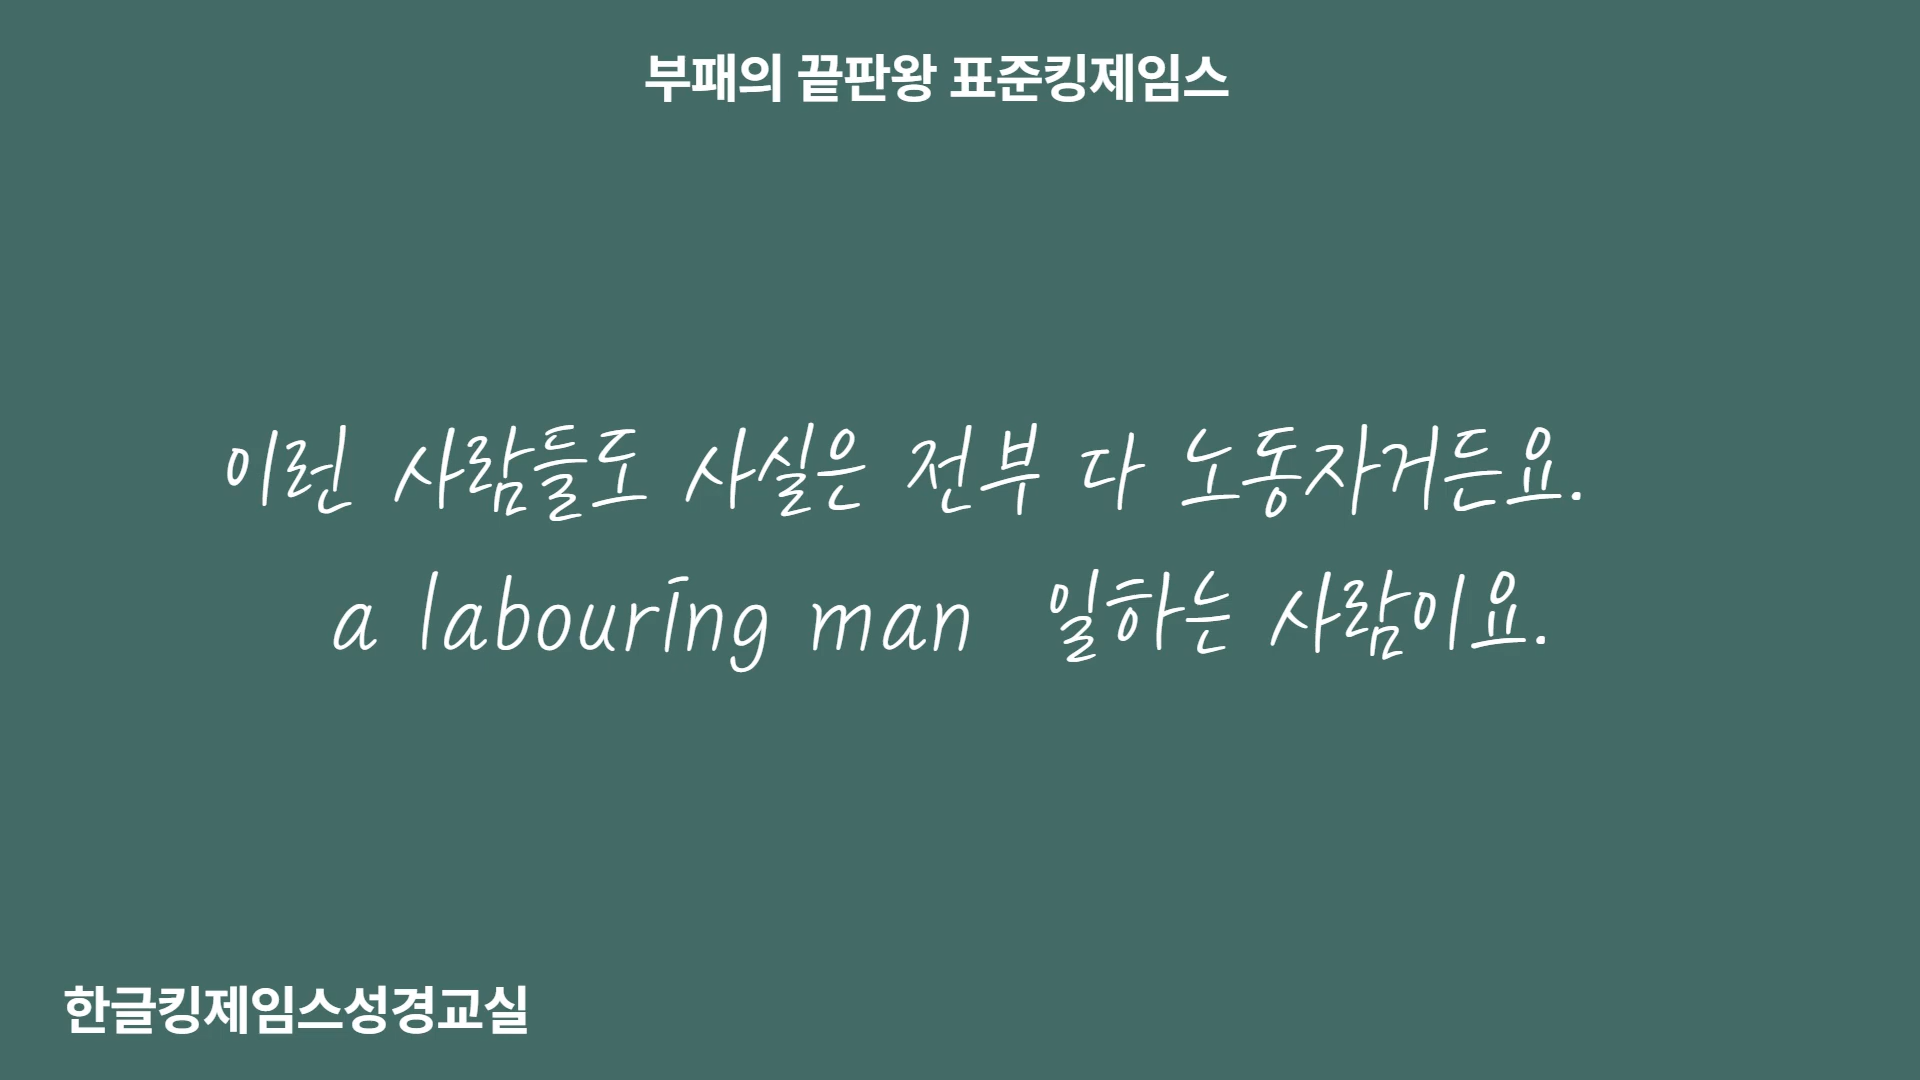 부패의 끝판왕 표준킹제임스
이런 사람들도 사실은 전부 다 노동자거든요.
a labouring man 일하는 사람이요.
한글킹제임스성경교실